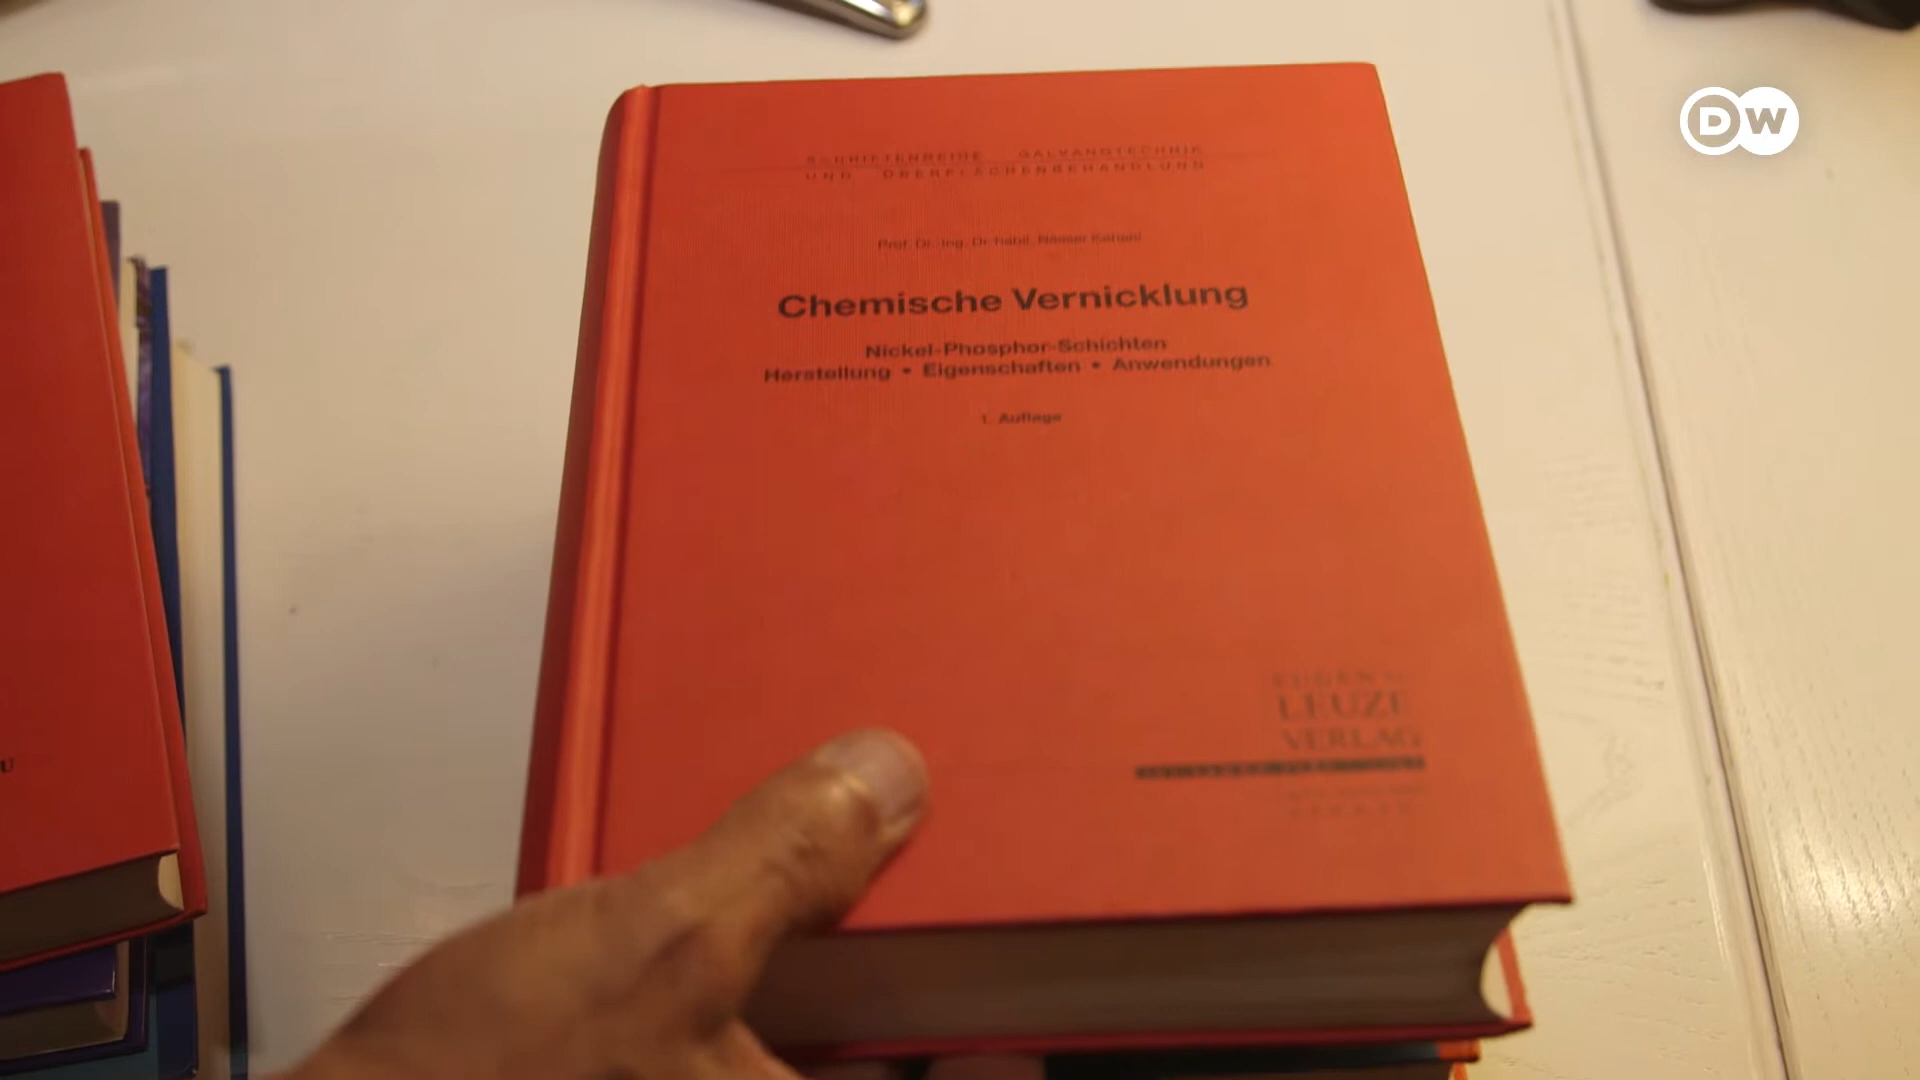 DW
SCHRIFTENREIHE GALVANOTECHNIK
UND OBERFLÄCHENBEHANDLUNG
Prof. Dr.-Ing. Dr. habil. Nasser Kanani
Chemische Vernicklung
Nickel-Phosphor-Schichten
Herstellung • Eigenschaften • Anwendungen
1. Auflage
EUGEN G.
LEUZE
VERLAG
U